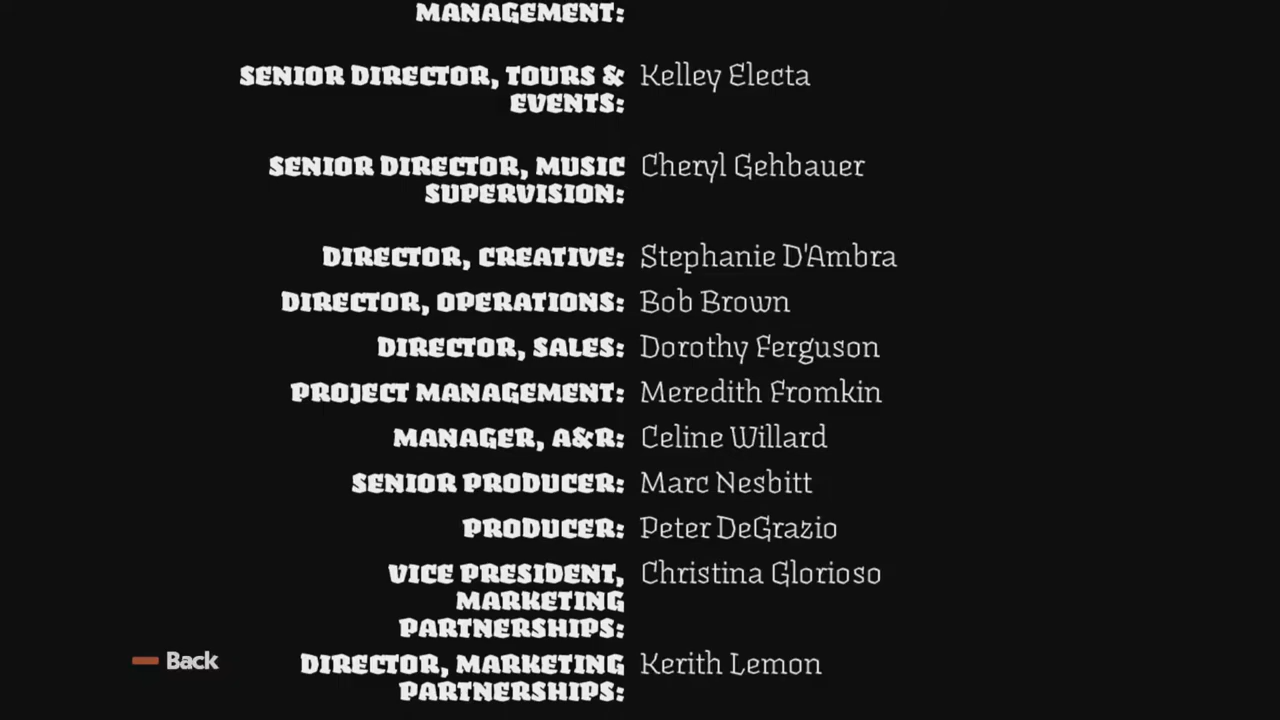 MANAGEMENT:
SENIOR DIRECTOR, TOURS & Kelley Electa
EVENTS:
SENIOR DIRECTOR, MUSIC Cheryl Gehbauer
SUPERVISION:
DIRECTOR, CREATIVE: Stephanie D'Ambra
DIRECTOR, OPERATIONS: Bob Brown
DIRECTOR, SALES: Dorothy Ferguson
PROJECT MANAGEMENT: Meredith Fromkin
MANAGER, A&R: Celine Willard
SENIOR PRODUCER: Marc Nesbitt
PRODUCER: Peter DeGrazio
VICE PRESIDENT, Christina Glorioso
MARKETING
PARTNERSHIPS:
Back
DIRECTOR, MARKETING Kerith Lemon
PARTNERSHIPS: